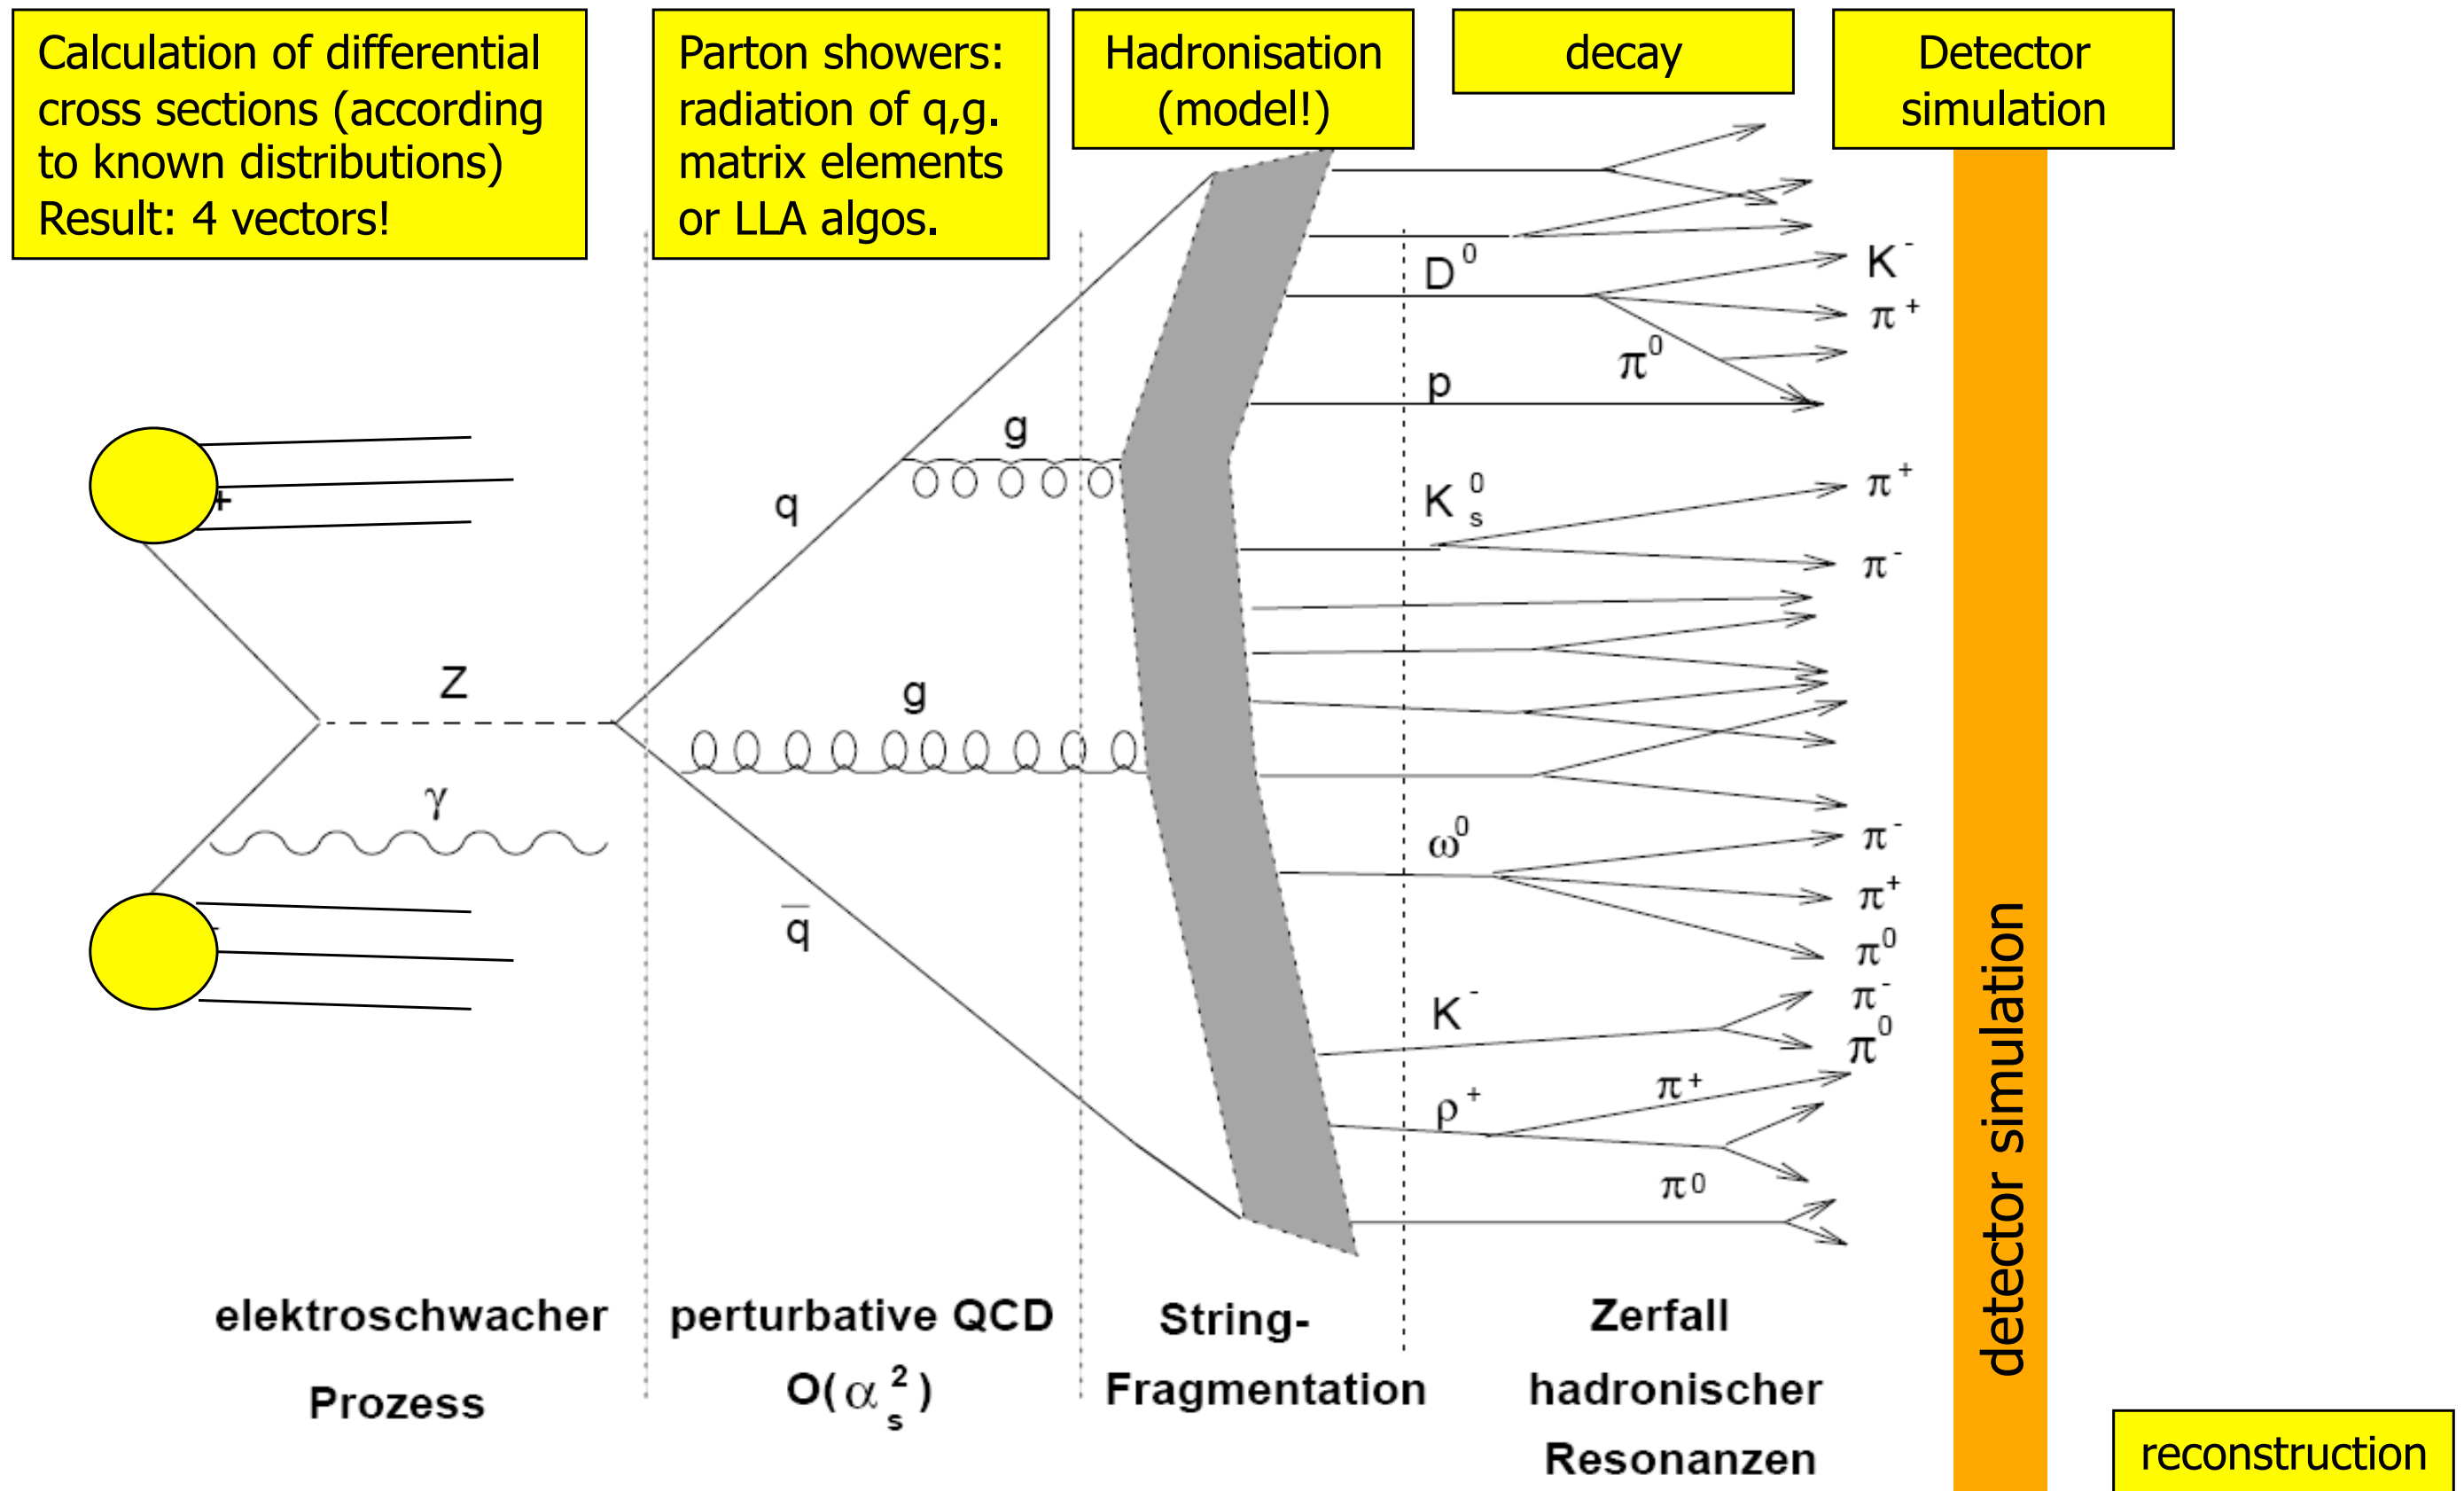 Calculation of differential
cross sections (according
to known distributions)
Result: 4 vectors!
Parton showers:
radiation of q,g.
matrix elements
or LLA algos.
Hadronisation
(model!)
decay
Detector
simulation
D⁰
K⁻
π⁺
π⁰
p
g
q
K⁰ₛ
π⁺
π⁻
+
Z
g
γ
q̅
ω⁰
π⁻
π⁺
π⁰
K⁻
π⁻
π⁰
ρ⁺
π⁺
π⁰
-
detector simulation
elektroschwacher
Prozess
perturbative QCD
O(αₛ²)
String-
Fragmentation
Zerfall
hadronischer
Resonanzen
reconstruction